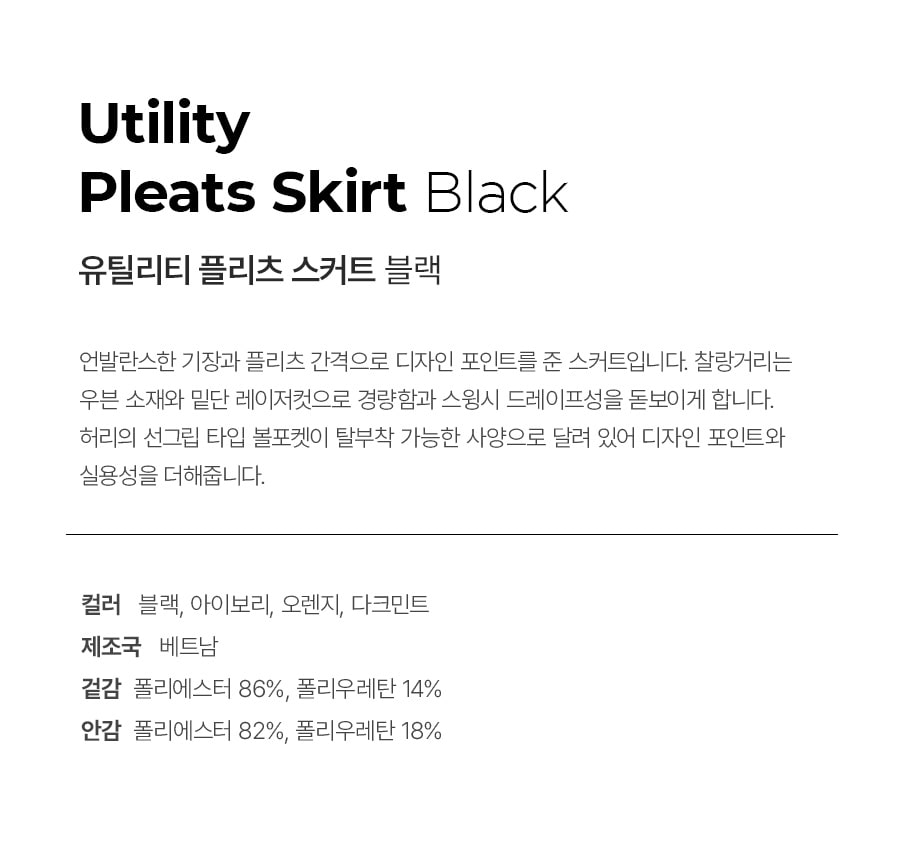 Utility
Pleats Skirt Black
유틸리티 플리츠 스커트 블랙
언발란스한 기장과 플리츠 간격으로 디자인 포인트를 준 스커트입니다. 찰랑거리는
우븐 소재와 밑단 레이저컷으로 경량함과 스윙시 드레이프성을 돋보이게 합니다.
허리의 선그립 타입 볼포켓이 탈부착 가능한 사양으로 달려 있어 디자인 포인트와
실용성을 더해줍니다.
컬러 블랙, 아이보리, 오렌지, 다크민트
제조국 베트남
겉감 폴리에스터 86%, 폴리우레탄 14%
안감 폴리에스터 82%, 폴리우레탄 18%